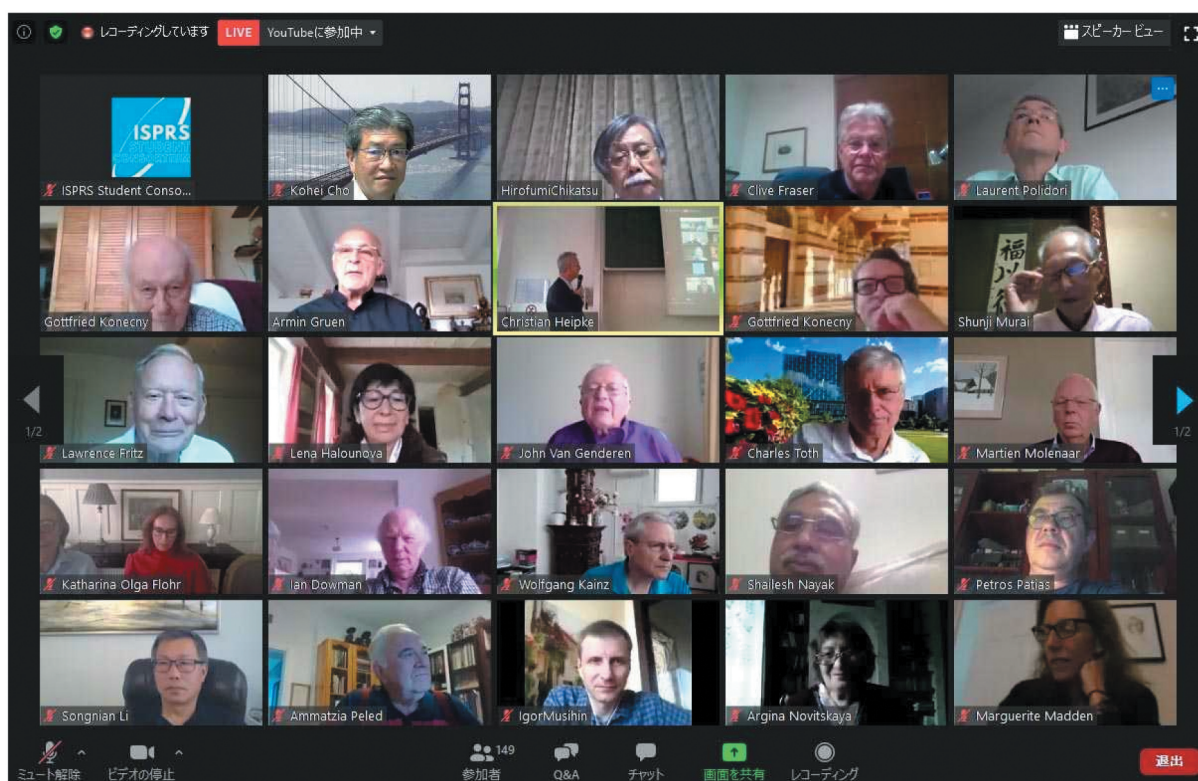 レコーディングしています LIVE YouTubeに参加中 スピーカー ビュー
ISPRS
STUDENT
CONSORTIUM
ISPRS Student Conso... Kohei Cho HirofumiChikatsu Clive Fraser Laurent Polidori
福以
Gottfried Konecny Armin Gruen Christian Heipke Gottfried Konecny Shunji Murai
1/2 1/2
Lawrence Fritz Lena Halounova John Van Genderen Charles Toth Martien Molenaar
Katharina Olga Flohr Ian Dowman Wolfgang Kainz Shailesh Nayak Petros Patias
Songnian Li Ammatzia Peled IgorMusihin Argina Novitskaya Marguerite Madden
149
ミュート解除 ビデオの停止 参加者 Q&A チャット 画面を共有 レコーディング 退出